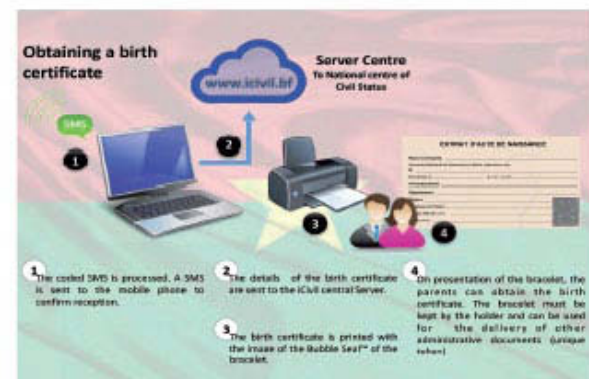 Obtaining a birth
certificate
www.icivil.bf
Server Centre
To National centre of
Civil Status
SMS
1
2
3
4
EXTRAIT D'ACTE DE NAISSANCE
1
The coded SMS is processed. A SMS
is sent to the mobile phone to
confirm reception.
2
The details of the birth certificate
are sent to the iCivil central Server.
3
The birth certificate is printed with
the image of the Bubble Seal™ of the
bracelet.
4
On presentation of the bracelet, the
parents can obtain the birth
certificate. The bracelet must be
kept by the holder and can be used
for the delivery of other
administrative documents (unique
token)